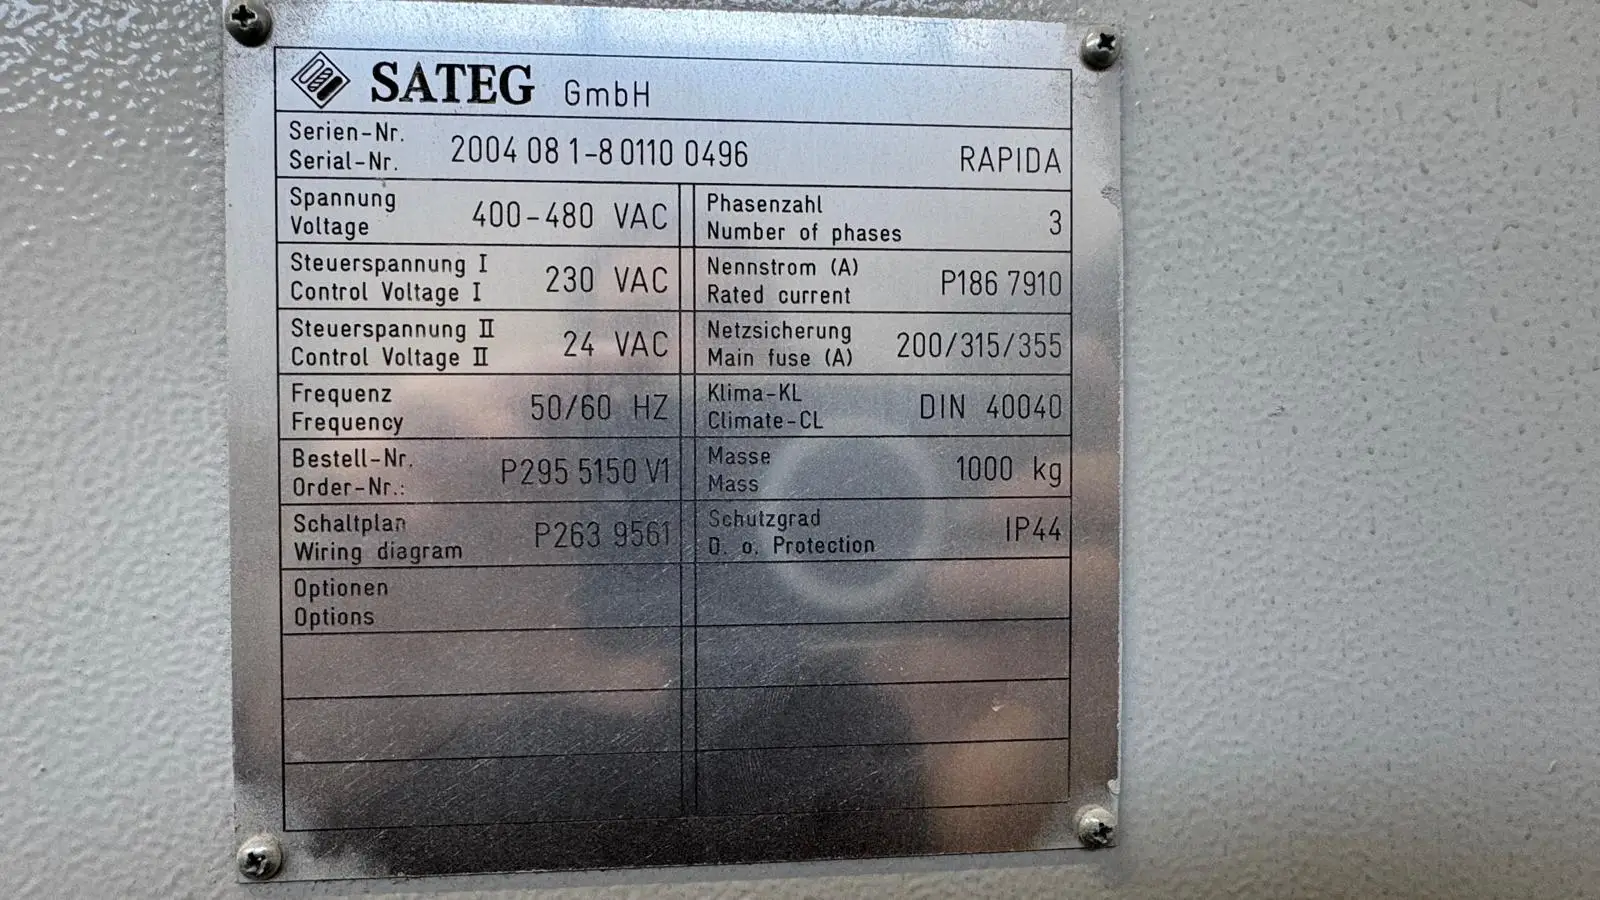 SATEG GmbH
Serien-Nr.
Serial-Nr.
2004 08 1-8 0110 0496
RAPIDA
Spannung
Voltage
400-480 VAC
Phasenzahl
Number of phases
3
Steuerspannung I
Control Voltage I
230 VAC
Nennstrom (A)
Rated current
P186 7910
Steuerspannung II
Control Voltage II
24 VAC
Netzsicherung
Main fuse (A)
200/315/355
Frequenz
Frequency
50/60 HZ
Klima-KL
Climate-CL
DIN 40040
Bestell-Nr.
Order-Nr.:
P295 5150 V1
Masse
Mass
1000 kg
Schaltplan
Wiring diagram
P263 9561
Schutzgrad
D. o. Protection
IP44
Optionen
Options